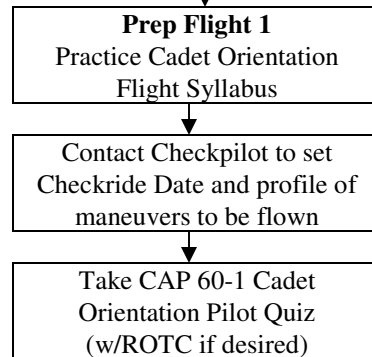 Prep Flight 1
Practice Cadet Orientation
Flight Syllabus
Contact Checkpilot to set
Checkride Date and profile of
maneuvers to be flown
Take CAP 60-1 Cadet
Orientation Pilot Quiz
(w/ROTC if desired)